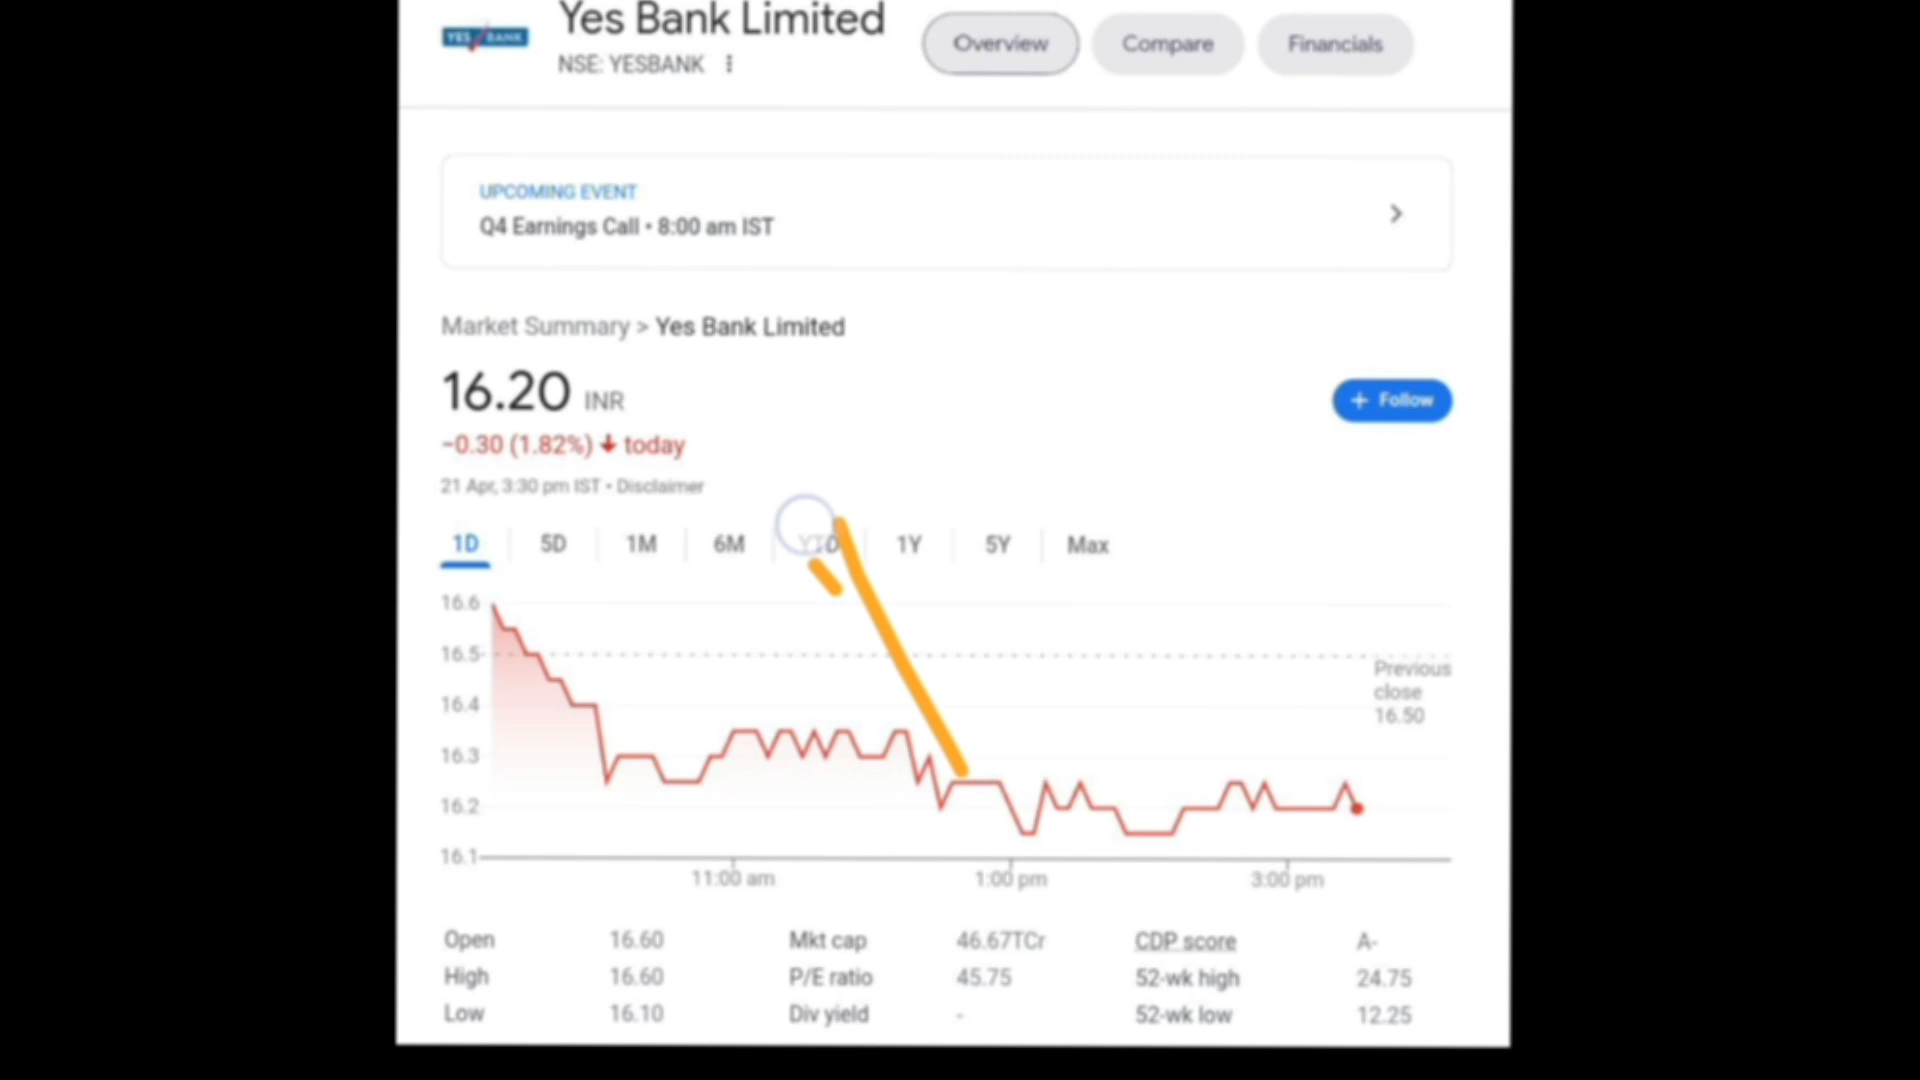 YES BANK
Yes Bank Limited
NSE: YESBANK
Overview
Compare
Financials
UPCOMING EVENT
Q4 Earnings Call • 8:00 am IST
Market Summary > Yes Bank Limited
16.20 INR
+ Follow
−0.30 (1.82%) ↓ today
21 Apr, 3:30 pm IST • Disclaimer
1D 5D 1M 6M YTD 1Y 5Y Max
16.6
16.5
16.4
16.3
16.2
16.1
Previous
close
16.50
11:00 am 1:00 pm 3:00 pm
Open 16.60 Mkt cap 46.67TCr CDP score A-
High 16.60 P/E ratio 45.75 52-wk high 24.75
Low 16.10 Div yield - 52-wk low 12.25